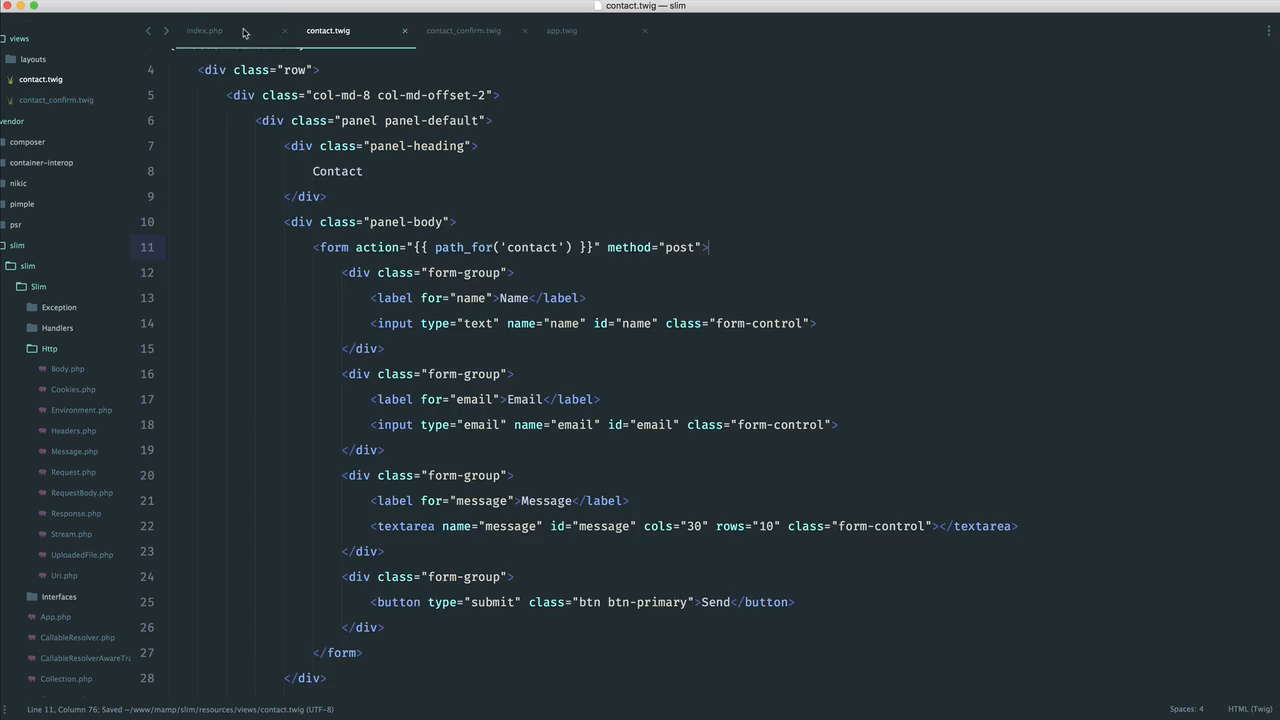 contact.twig — slim
index.php
contact.twig
contact_confirm.twig
app.twig
views
layouts
contact.twig
contact_confirm.twig
vendor
composer
container-interop
nikic
pimple
psr
slim
slim
Slim
Exception
Handlers
Http
Body.php
Cookies.php
Environment.php
Headers.php
Message.php
Request.php
RequestBody.php
Response.php
Stream.php
UploadedFile.php
Uri.php
Interfaces
App.php
CallableResolver.php
CallableResolverAwareTra
Collection.php
4 <div class="row">
5 <div class="col-md-8 col-md-offset-2">
6 <div class="panel panel-default">
7 <div class="panel-heading">
8 Contact
9 </div>
10 <div class="panel-body">
11 <form action="{{ path_for('contact') }}" method="post">
12 <div class="form-group">
13 <label for="name">Name</label>
14 <input type="text" name="name" id="name" class="form-control">
15 </div>
16 <div class="form-group">
17 <label for="email">Email</label>
18 <input type="email" name="email" id="email" class="form-control">
19 </div>
20 <div class="form-group">
21 <label for="message">Message</label>
22 <textarea name="message" id="message" cols="30" rows="10" class="form-control"></textarea>
23 </div>
24 <div class="form-group">
25 <button type="submit" class="btn btn-primary">Send</button>
26 </div>
27 </form>
28 </div>
Line 11, Column 76; Saved ~/www/mamp/slim/resources/views/contact.twig (UTF-8)
Spaces: 4
HTML (Twig)